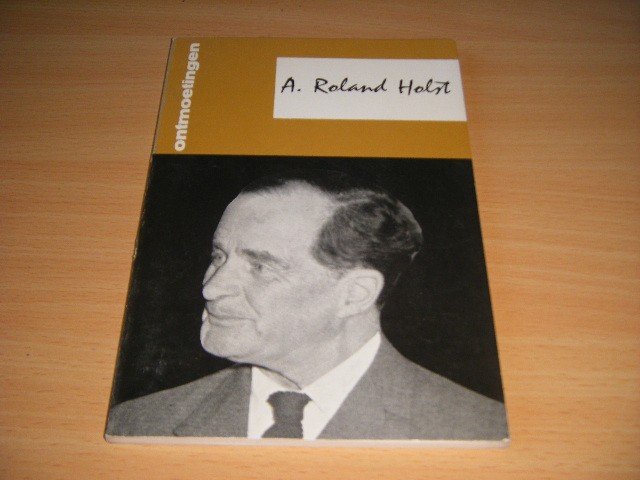 ontmoetingen
A. Roland Holst